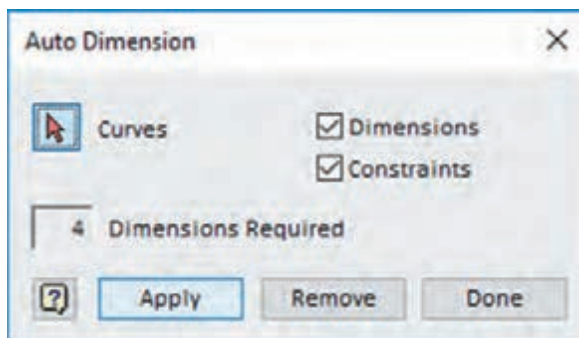 Auto Dimension
Curves
Dimensions
Constraints
4 Dimensions Required
? Apply Remove Done